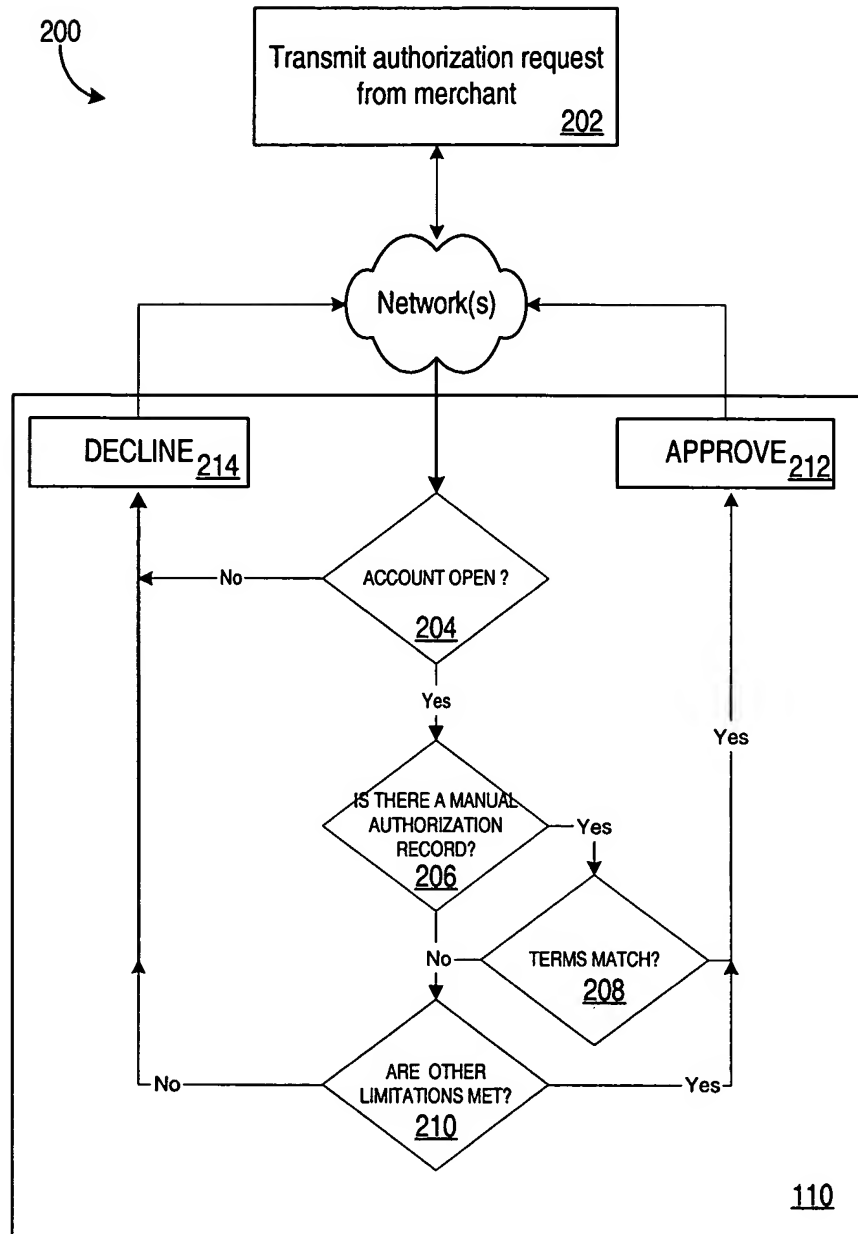 200
Transmit authorization request
from merchant
202
Network(s)
DECLINE 214
APPROVE 212
No
ACCOUNT OPEN ?
204
Yes
Yes
IS THERE A MANUAL
AUTHORIZATION
RECORD?
206
Yes
No
TERMS MATCH?
208
No
ARE OTHER
LIMITATIONS MET?
210
Yes
110